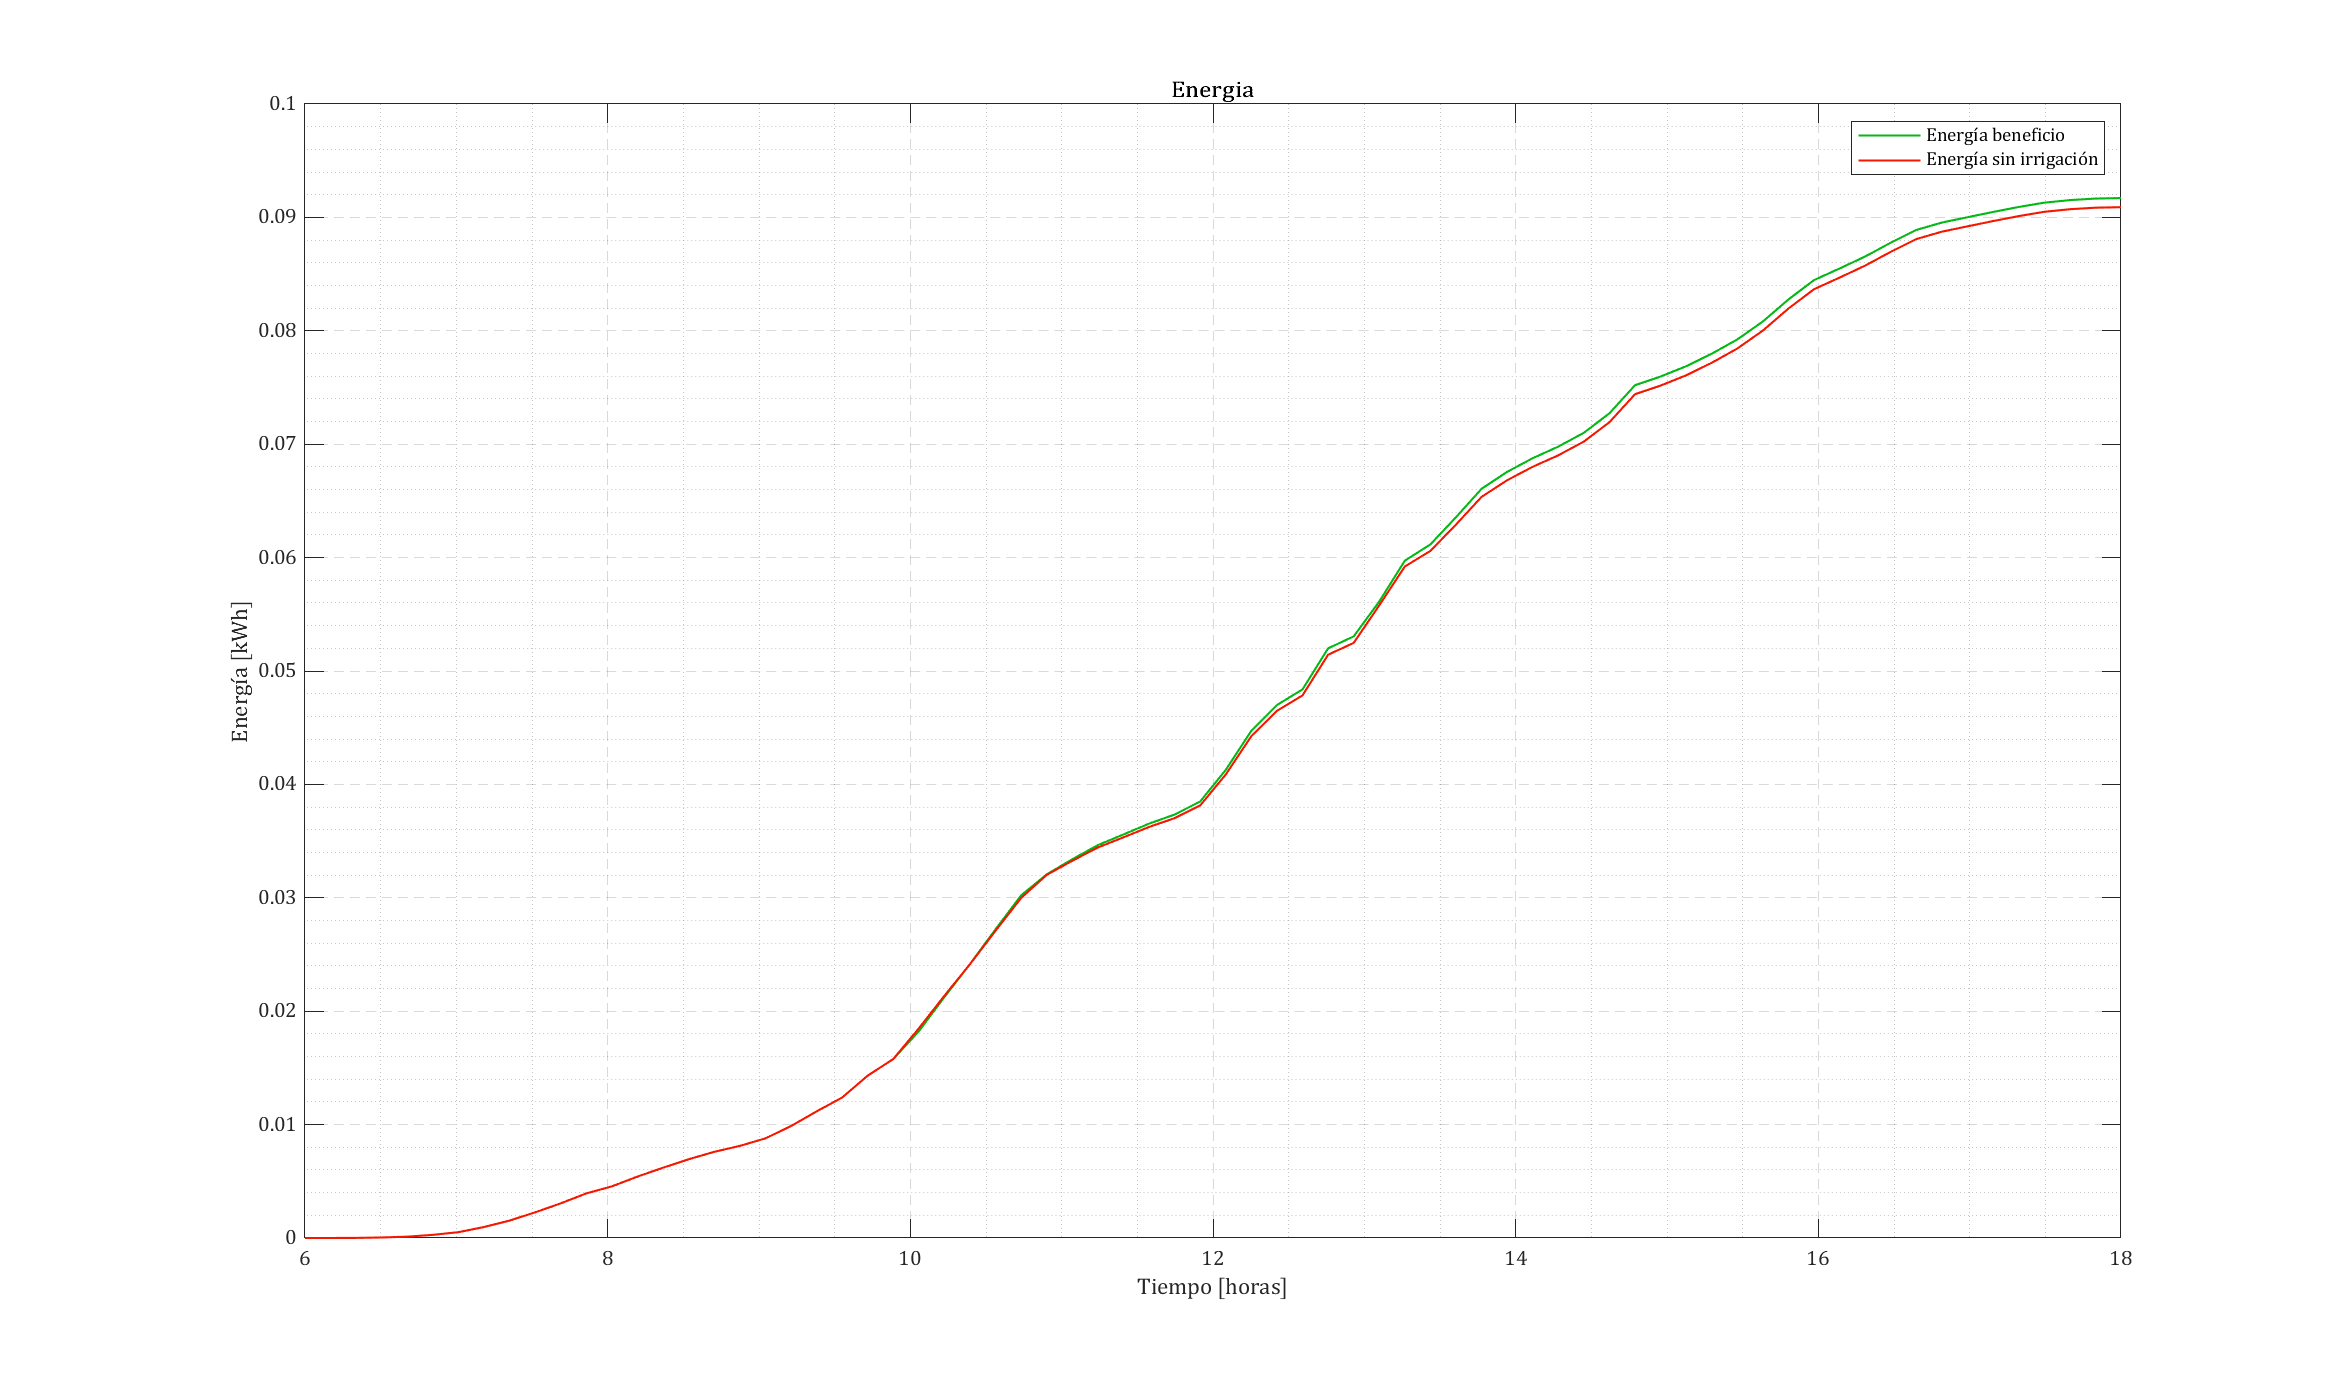 Energia
0.1
0.09
0.08
0.07
0.06
0.05
0.04
0.03
0.02
0.01
0
Energía [kWh]
Energía beneficio
Energía sin irrigación
6 8 10 12 14 16 18
Tiempo [horas]